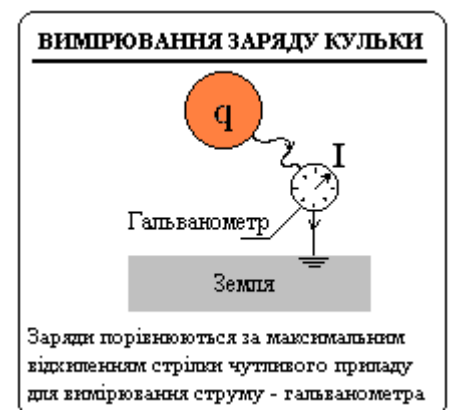 ВИМІРЮВАННЯ ЗАРЯДУ КУЛЬКИ
q
I
Гальванометр
Земля
Заряди порівнюються за максимальним
відхиленням стрілки чутливого приладу
для вимірювання струму - гальванометра